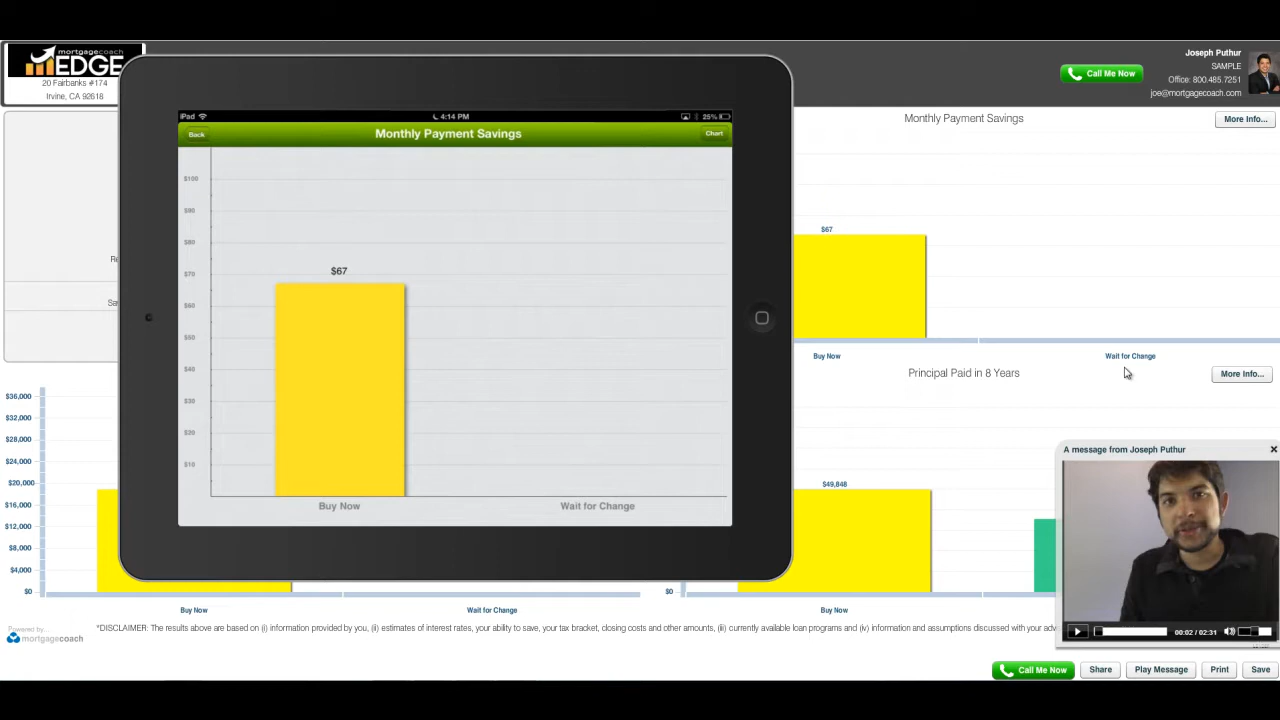 mortgagecoach
EDGE
20 Fairbanks #174
Irvine, CA 92618
Joseph Puthur
SAMPLE
Office: 800.485.7251
joe@mortgagecoach.com
Call Me Now
iPad
4:14 PM
25%
Back
Monthly Payment Savings
Chart
$100
$90
$80
$70
$60
$50
$40
$30
$20
$10
$67
Buy Now
Wait for Change
Monthly Payment Savings
More Info...
$67
Buy Now
Wait for Change
Principal Paid in 8 Years
More Info...
$36,000
$32,000
$28,000
$24,000
$20,000
$16,000
$12,000
$8,000
$4,000
$0
Buy Now
Wait for Change
$49,848
$0
Buy Now
A message from Joseph Puthur
00:02 / 02:31
Powered by...
mortgagecoach
*DISCLAIMER: The results above are based on (i) information provided by you, (ii) estimates of interest rates, your ability to save, your tax bracket, closing costs and other amounts, (iii) currently available loan programs and (iv) information and assumptions discussed with your
Call Me Now
Share
Play Message
Print
Save